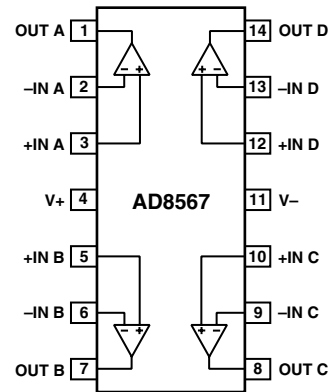 OUT A 1 14 OUT D
–IN A 2 – + + – 13 –IN D
+IN A 3 12 +IN D
V+ 4 AD8567 11 V–
+IN B 5 10 +IN C
–IN B 6 – + + – 9 –IN C
OUT B 7 8 OUT C